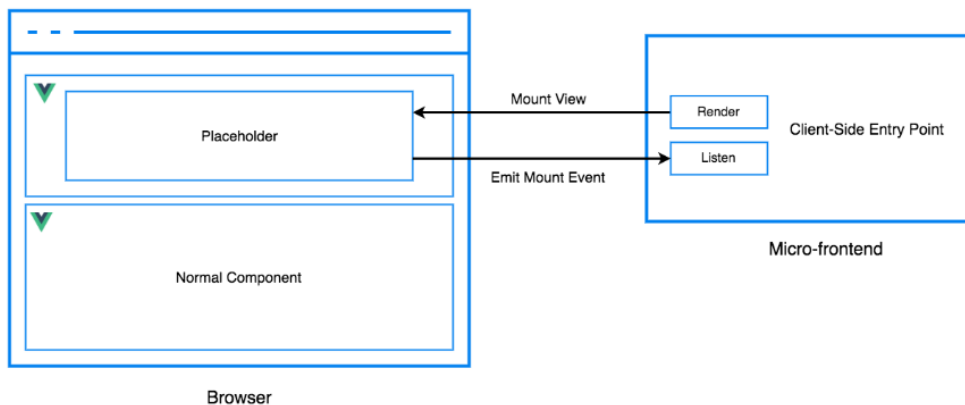 Placeholder
Normal Component
Browser
Mount View
Emit Mount Event
Render
Listen
Client-Side Entry Point
Micro-frontend